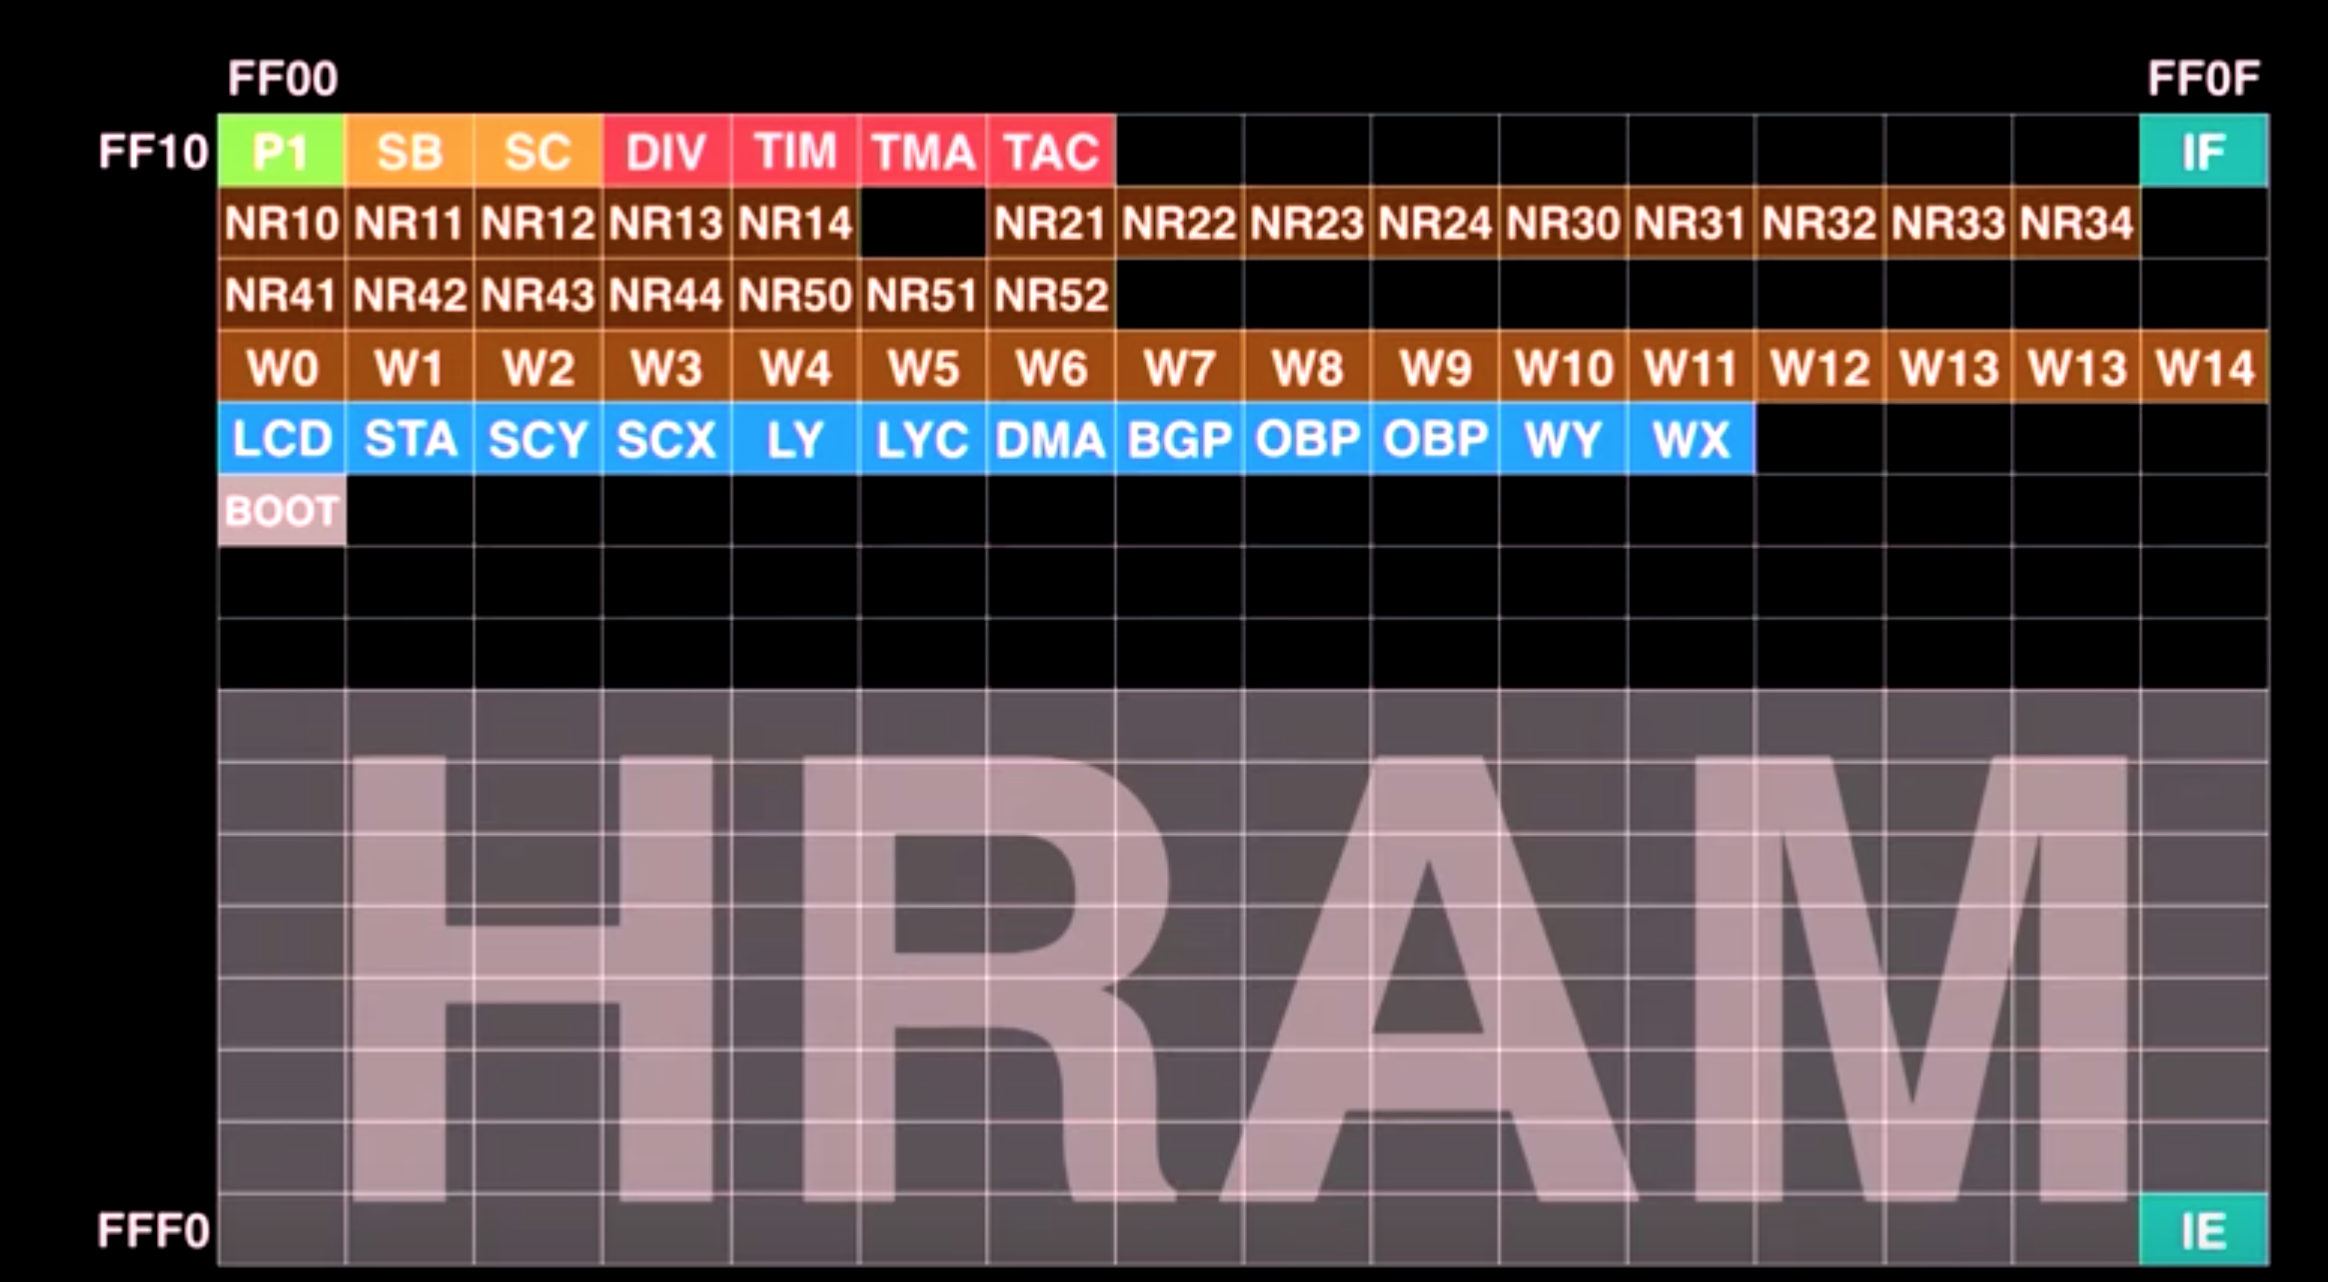 FF00 FF0F
FF10 P1 SB SC DIV TIM TMA TAC IF
NR10 NR11 NR12 NR13 NR14 NR21 NR22 NR23 NR24 NR30 NR31 NR32 NR33 NR34
NR41 NR42 NR43 NR44 NR50 NR51 NR52
W0 W1 W2 W3 W4 W5 W6 W7 W8 W9 W10 W11 W12 W13 W13 W14
LCD STA SCY SCX LY LYC DMA BGP OBP OBP WY WX
BOOT
HRAM
FFF0 IE